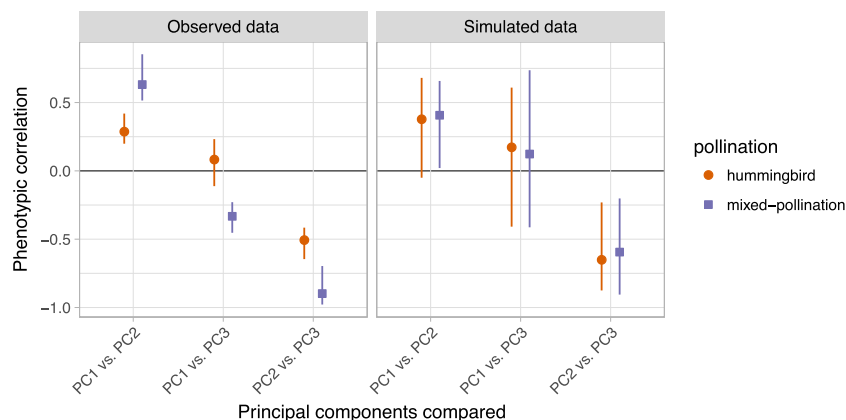 Observed data
Simulated data
Phenotypic correlation
0.5
0.0
−0.5
−1.0
PC1 vs. PC2
PC1 vs. PC3
PC2 vs. PC3
PC1 vs. PC2
PC1 vs. PC3
PC2 vs. PC3
Principal components compared
pollination
hummingbird
mixed−pollination